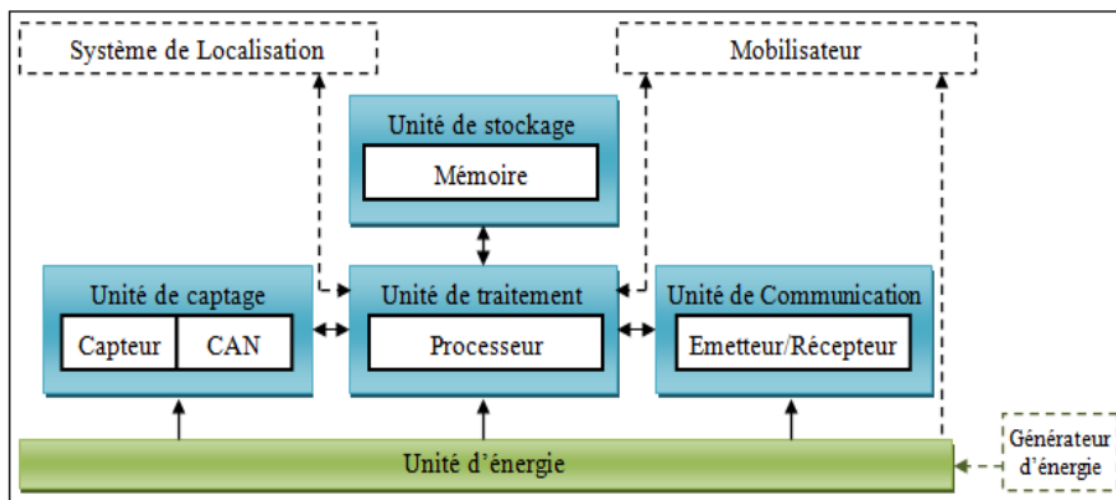 Système de Localisation
Mobilisateur
Unité de stockage
Mémoire
Unité de captage
Capteur
CAN
Unité de traitement
Processeur
Unité de Communication
Emetteur/Récepteur
Unité d'énergie
Générateur
d'énergie